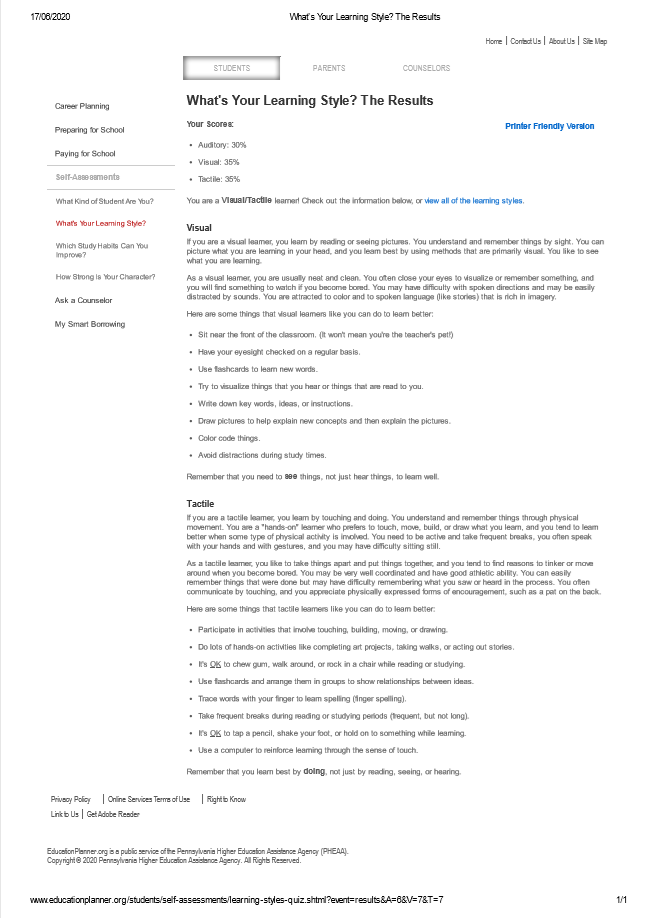 17/06/2020
What's Your Learning Style? The Results
Home | Contact Us | About Us | Site Map
STUDENTS
PARENTS
COUNSELORS
Career Planning
Preparing for School
Paying for School
Self-Assessments
What Kind of Student Are You?
What's Your Learning Style?
Which Study Habits Can You
Improve?
How Strong Is Your Character?
Ask a Counselor
My Smart Borrowing
What's Your Learning Style? The Results
Your Scores:
Printer Friendly Version
• Auditory: 30%
• Visual: 35%
• Tactile: 35%
You are a Visual/Tactile learner! Check out the information below, or view all of the learning styles.
Visual
If you are a visual learner, you learn by reading or seeing pictures. You understand and remember things by sight. You can
picture what you are learning in your head, and you learn best by using methods that are primarily visual. You like to see
what you are learning.
As a visual learner, you are usually neat and clean. You often close your eyes to visualize or remember something, and
you will find something to watch if you become bored. You may have difficulty with spoken directions and may be easily
distracted by sounds. You are attracted to color and to spoken language (like stories) that is rich in imagery.
Here are some things that visual learners like you can do to learn better:
• Sit near the front of the classroom. (It won't mean you're the teacher's pet!)
• Have your eyesight checked on a regular basis.
• Use flashcards to learn new words.
• Try to visualize things that you hear or things that are read to you.
• Write down key words, ideas, or instructions.
• Draw pictures to help explain new concepts and then explain the pictures.
• Color code things.
• Avoid distractions during study times.
Remember that you need to see things, not just hear things, to learn well.
Tactile
If you are a tactile learner, you learn by touching and doing. You understand and remember things through physical
movement. You are a "hands-on" learner who prefers to touch, move, build, or draw what you learn, and you tend to learn
better when some type of physical activity is involved. You need to be active and take frequent breaks, you often speak
with your hands and with gestures, and you may have difficulty sitting still.
As a tactile learner, you like to take things apart and put things together, and you tend to find reasons to tinker or move
around when you become bored. You may be very well coordinated and have good athletic ability. You can easily
remember things that were done but may have difficulty remembering what you saw or heard in the process. You often
communicate by touching, and you appreciate physically expressed forms of encouragement, such as a pat on the back.
Here are some things that tactile learners like you can do to learn better:
• Participate in activities that involve touching, building, moving, or drawing.
• Do lots of hands-on activities like completing art projects, taking walks, or acting out stories.
• It's OK to chew gum, walk around, or rock in a chair while reading or studying.
• Use flashcards and arrange them in groups to show relationships between ideas.
• Trace words with your finger to learn spelling (finger spelling).
• Take frequent breaks during reading or studying periods (frequent, but not long).
• It's OK to tap a pencil, shake your foot, or hold on to something while learning.
• Use a computer to reinforce learning through the sense of touch.
Remember that you learn best by doing, not just by reading, seeing, or hearing.
Privacy Policy | Online Services Terms of Use | Right to Know
Link to Us | Get Adobe Reader
EducationPlanner.org is a public service of the Pennsylvania Higher Education Assistance Agency (PHEAA).
Copyright © 2020 Pennsylvania Higher Education Assistance Agency. All Rights Reserved.
www.educationplanner.org/students/self-assessments/learning-styles-quiz.shtml?event=results&A=6&V=7&T=7
1/1